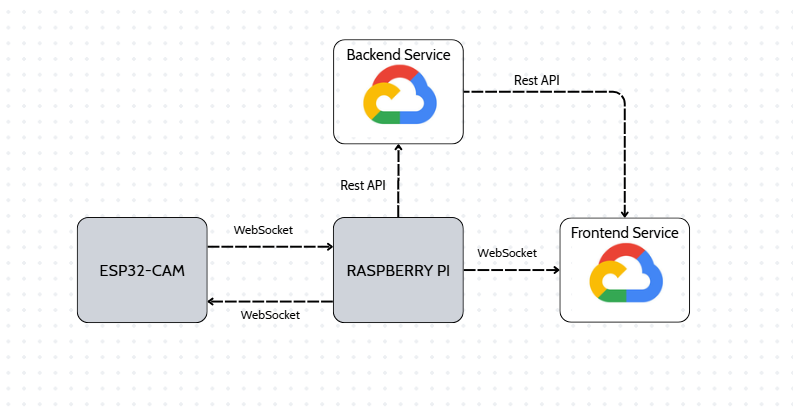 Backend Service
Rest API
Rest API
WebSocket
Frontend Service
WebSocket
ESP32-CAM
RASPBERRY PI
WebSocket